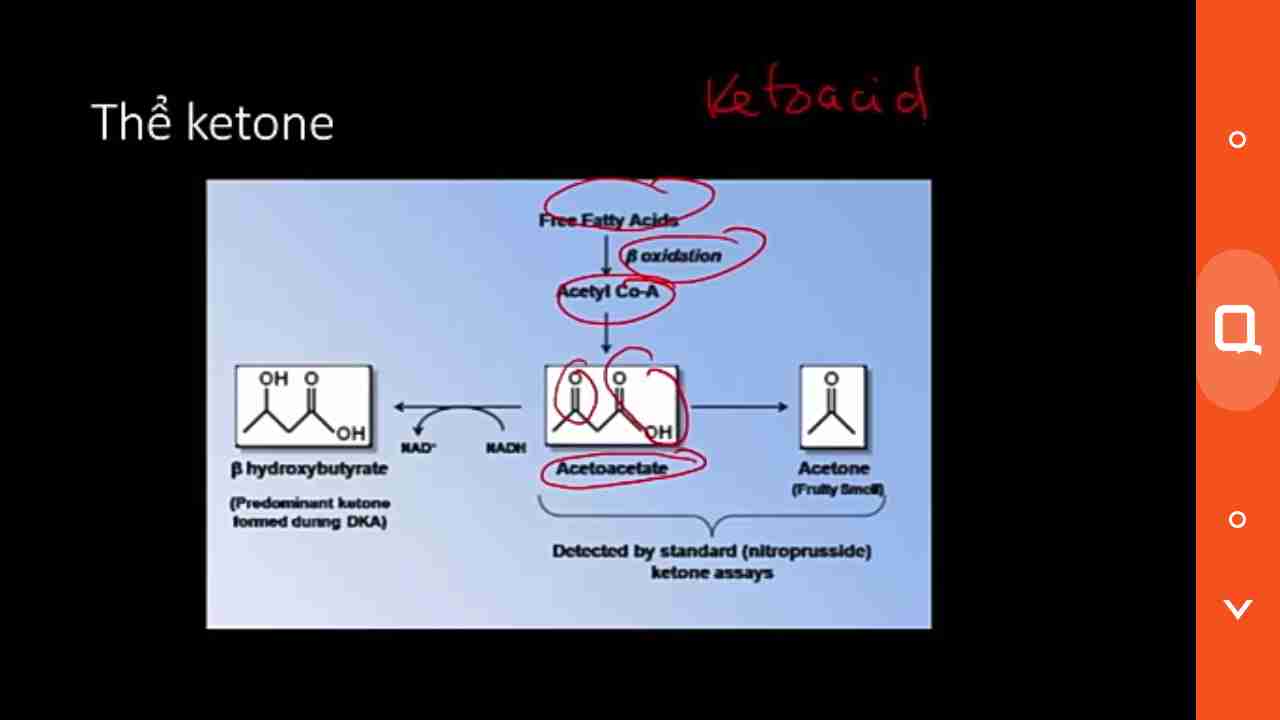 Ketoacid
Thể ketone
Free Fatty Acids
β oxidation
Acetyl Co-A
OH O
OH
NAD⁺
NADH
O O
OH
O
β hydroxybutyrate
(Predominant ketone
formed during DKA)
Acetoacetate
Acetone
(Fruity Smell)
Detected by standard (nitroprusside)
ketone assays